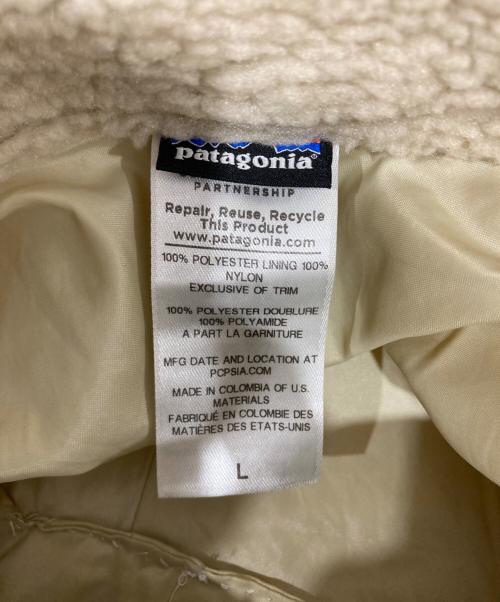 patagonia®
PARTNERSHIP
Repair, Reuse, Recycle
This Product
www.patagonia.com
100% POLYESTER LINING 100%
NYLON
EXCLUSIVE OF TRIM
100% POLYESTER DOUBLURE
100% POLYAMIDE
A PART LA GARNITURE
MFG DATE AND LOCATION AT
PCPSIA.COM
MADE IN COLOMBIA OF U.S.
MATERIALS
FABRIQUÉ EN COLOMBIE DES
MATIÈRES DES ETATS-UNIS
L